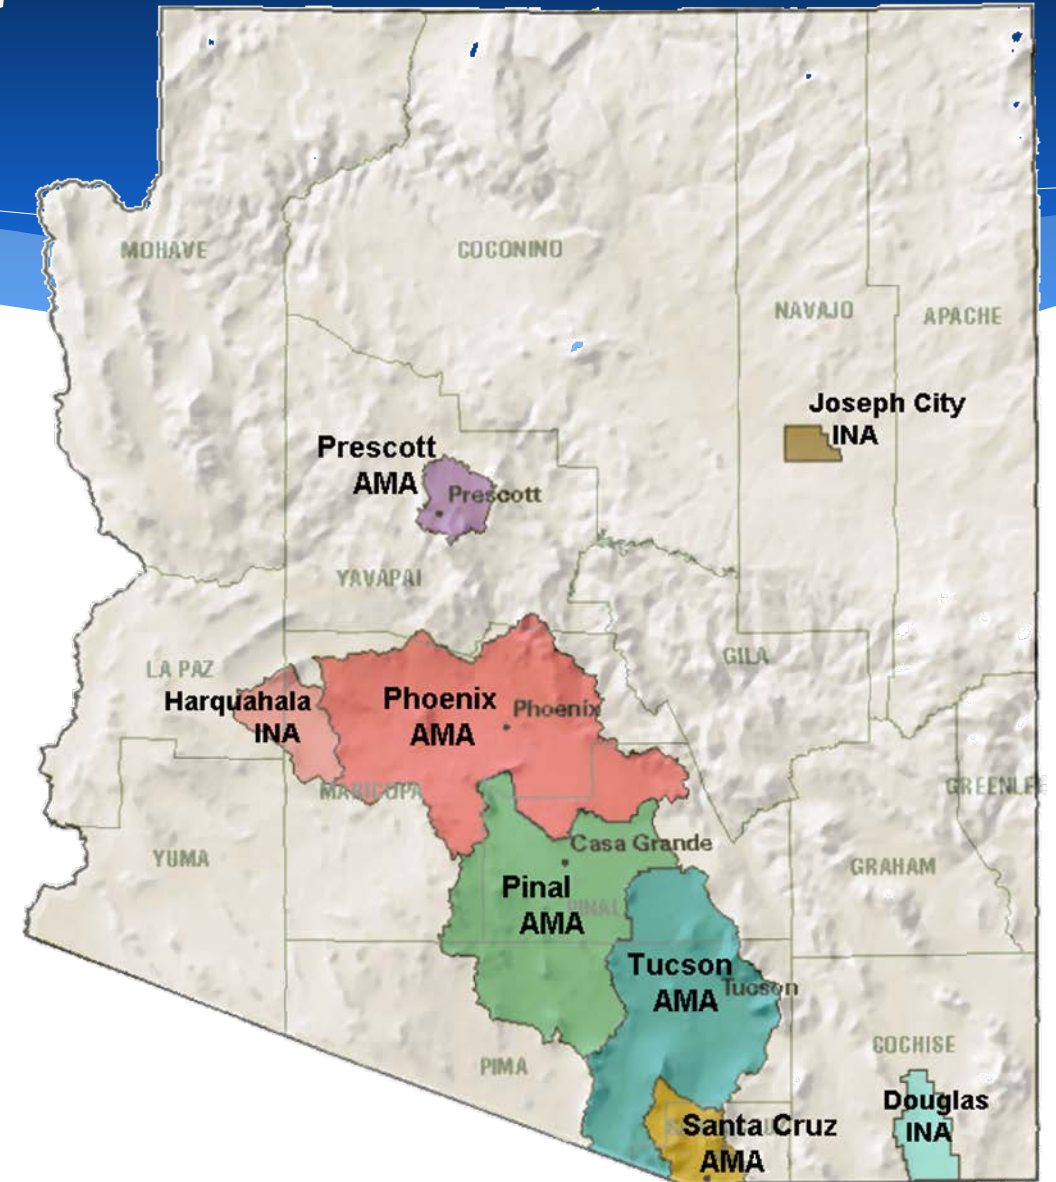 MOHAVE
COCONINO
NAVAJO
APACHE
Joseph City
INA
Prescott
AMA
Prescott
YAVAPAI
GILA
LA PAZ
Harquahala
INA
Phoenix
AMA
Phoenix
MARICOPA
GREENLEE
YUMA
Casa Grande
GRAHAM
Pinal
AMA
PINAL
Tucson
AMA
Tucson
PIMA
COCHISE
Douglas
INA
Santa Cruz
AMA